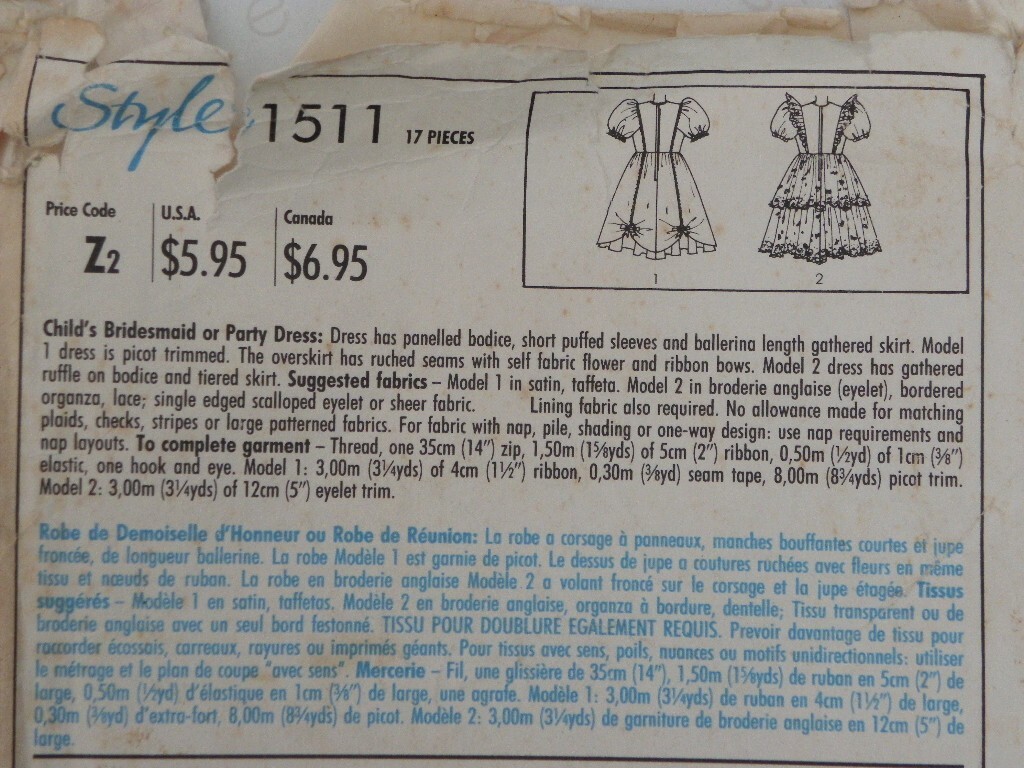 Style 1511 17 PIECES
Price Code U.S.A. Canada
Z2 $5.95 $6.95
1 2
Child's Bridesmaid or Party Dress: Dress has panelled bodice, short puffed sleeves and ballerina length gathered skirt. Model
1 dress is picot trimmed. The overskirt has ruched seams with self fabric flower and ribbon bows. Model 2 dress has gathered
ruffle on bodice and tiered skirt. Suggested fabrics – Model 1 in satin, taffeta. Model 2 in broderie anglaise (eyelet), bordered
organza, lace; single edged scalloped eyelet or sheer fabric. Lining fabric also required. No allowance made for matching
plaids, checks, stripes or large patterned fabrics. For fabric with nap, pile, shading or one-way design: use nap requirements and
nap layouts. To complete garment – Thread, one 35cm (14") zip, 1,50m (1⅝yds) of 5cm (2") ribbon, 0,50m (½yd) of 1cm (⅜")
elastic, one hook and eye. Model 1: 3,00m (3¼yds) of 4cm (1½") ribbon, 0,30m (⅜yd) seam tape, 8,00m (8¾yds) picot trim.
Model 2: 3,00m (3¼yds) of 12cm (5") eyelet trim.
Robe de Demoiselle d'Honneur ou Robe de Réunion: La robe a corsage à panneaux, manches bouffantes courtes et jupe
froncée, de longueur ballerine. La robe Modèle 1 est garnie de picot. Le dessus de jupe a coutures ruchées avec fleurs en même
tissu et nœuds de ruban. La robe en broderie anglaise Modèle 2 a volant froncé sur le corsage et la jupe étagée. Tissus
suggérés – Modèle 1 en satin, taffetas. Modèle 2 en broderie anglaise, organza à bordure, dentelle; Tissu transparent ou de
broderie anglaise avec un seul bord festonné. TISSU POUR DOUBLURE EGALEMENT REQUIS. Prevoir davantage de tissu pour
raccorder écossais, carreaux, rayures ou imprimés géants. Pour tissus avec sens, poils, nuances ou motifs unidirectionnels: utiliser
le métrage et le plan de coupe "avec sens". Mercerie – Fil, une glissière de 35cm (14"), 1,50m (1⅝yds) de ruban en 5cm (2") de
large, 0,50m (½yd) d'élastique en 1cm (⅜") de large, une agrafe. Modèle 1: 3,00m (3¼yds) de ruban en 4cm (1½") de large,
0,30m (⅜yd) d'extra-fort, 8,00m (8¾yds) de picot. Modèle 2: 3,00m (3¼yds) de garniture de broderie anglaise en 12cm (5") de
large.